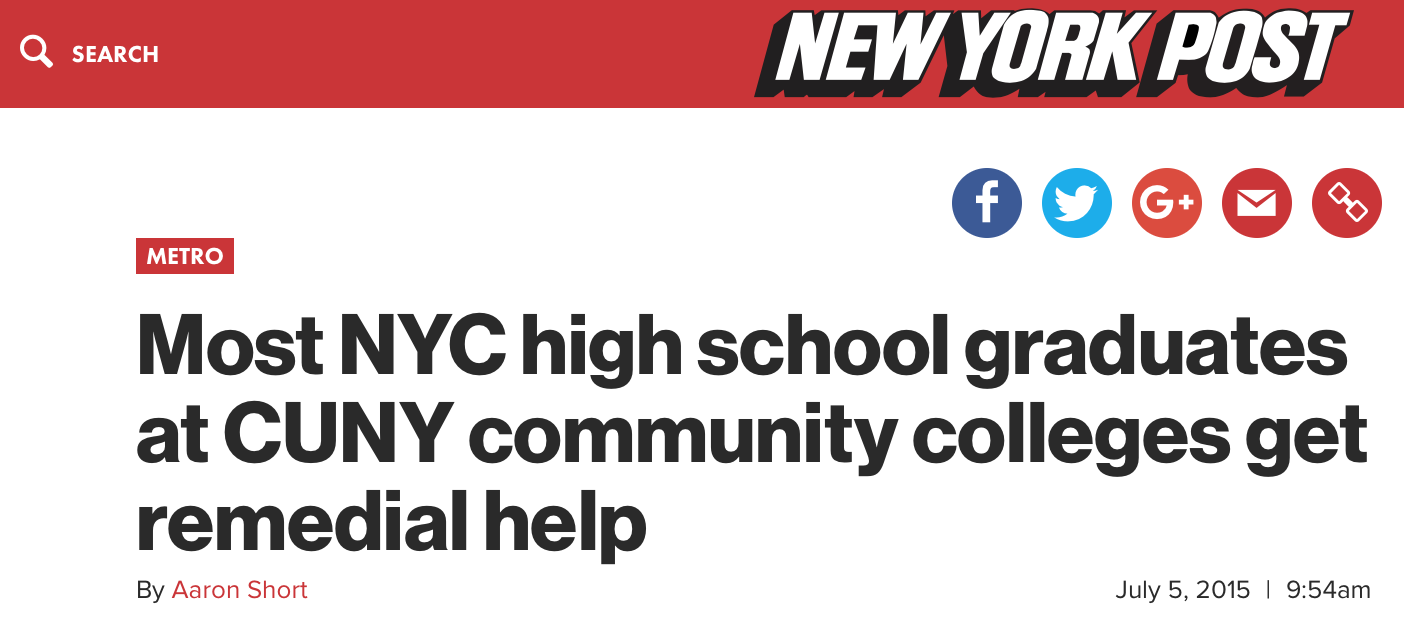 SEARCH
NEW YORK POST
METRO
Most NYC high school graduates
at CUNY community colleges get
remedial help
By Aaron Short
July 5, 2015 | 9:54am